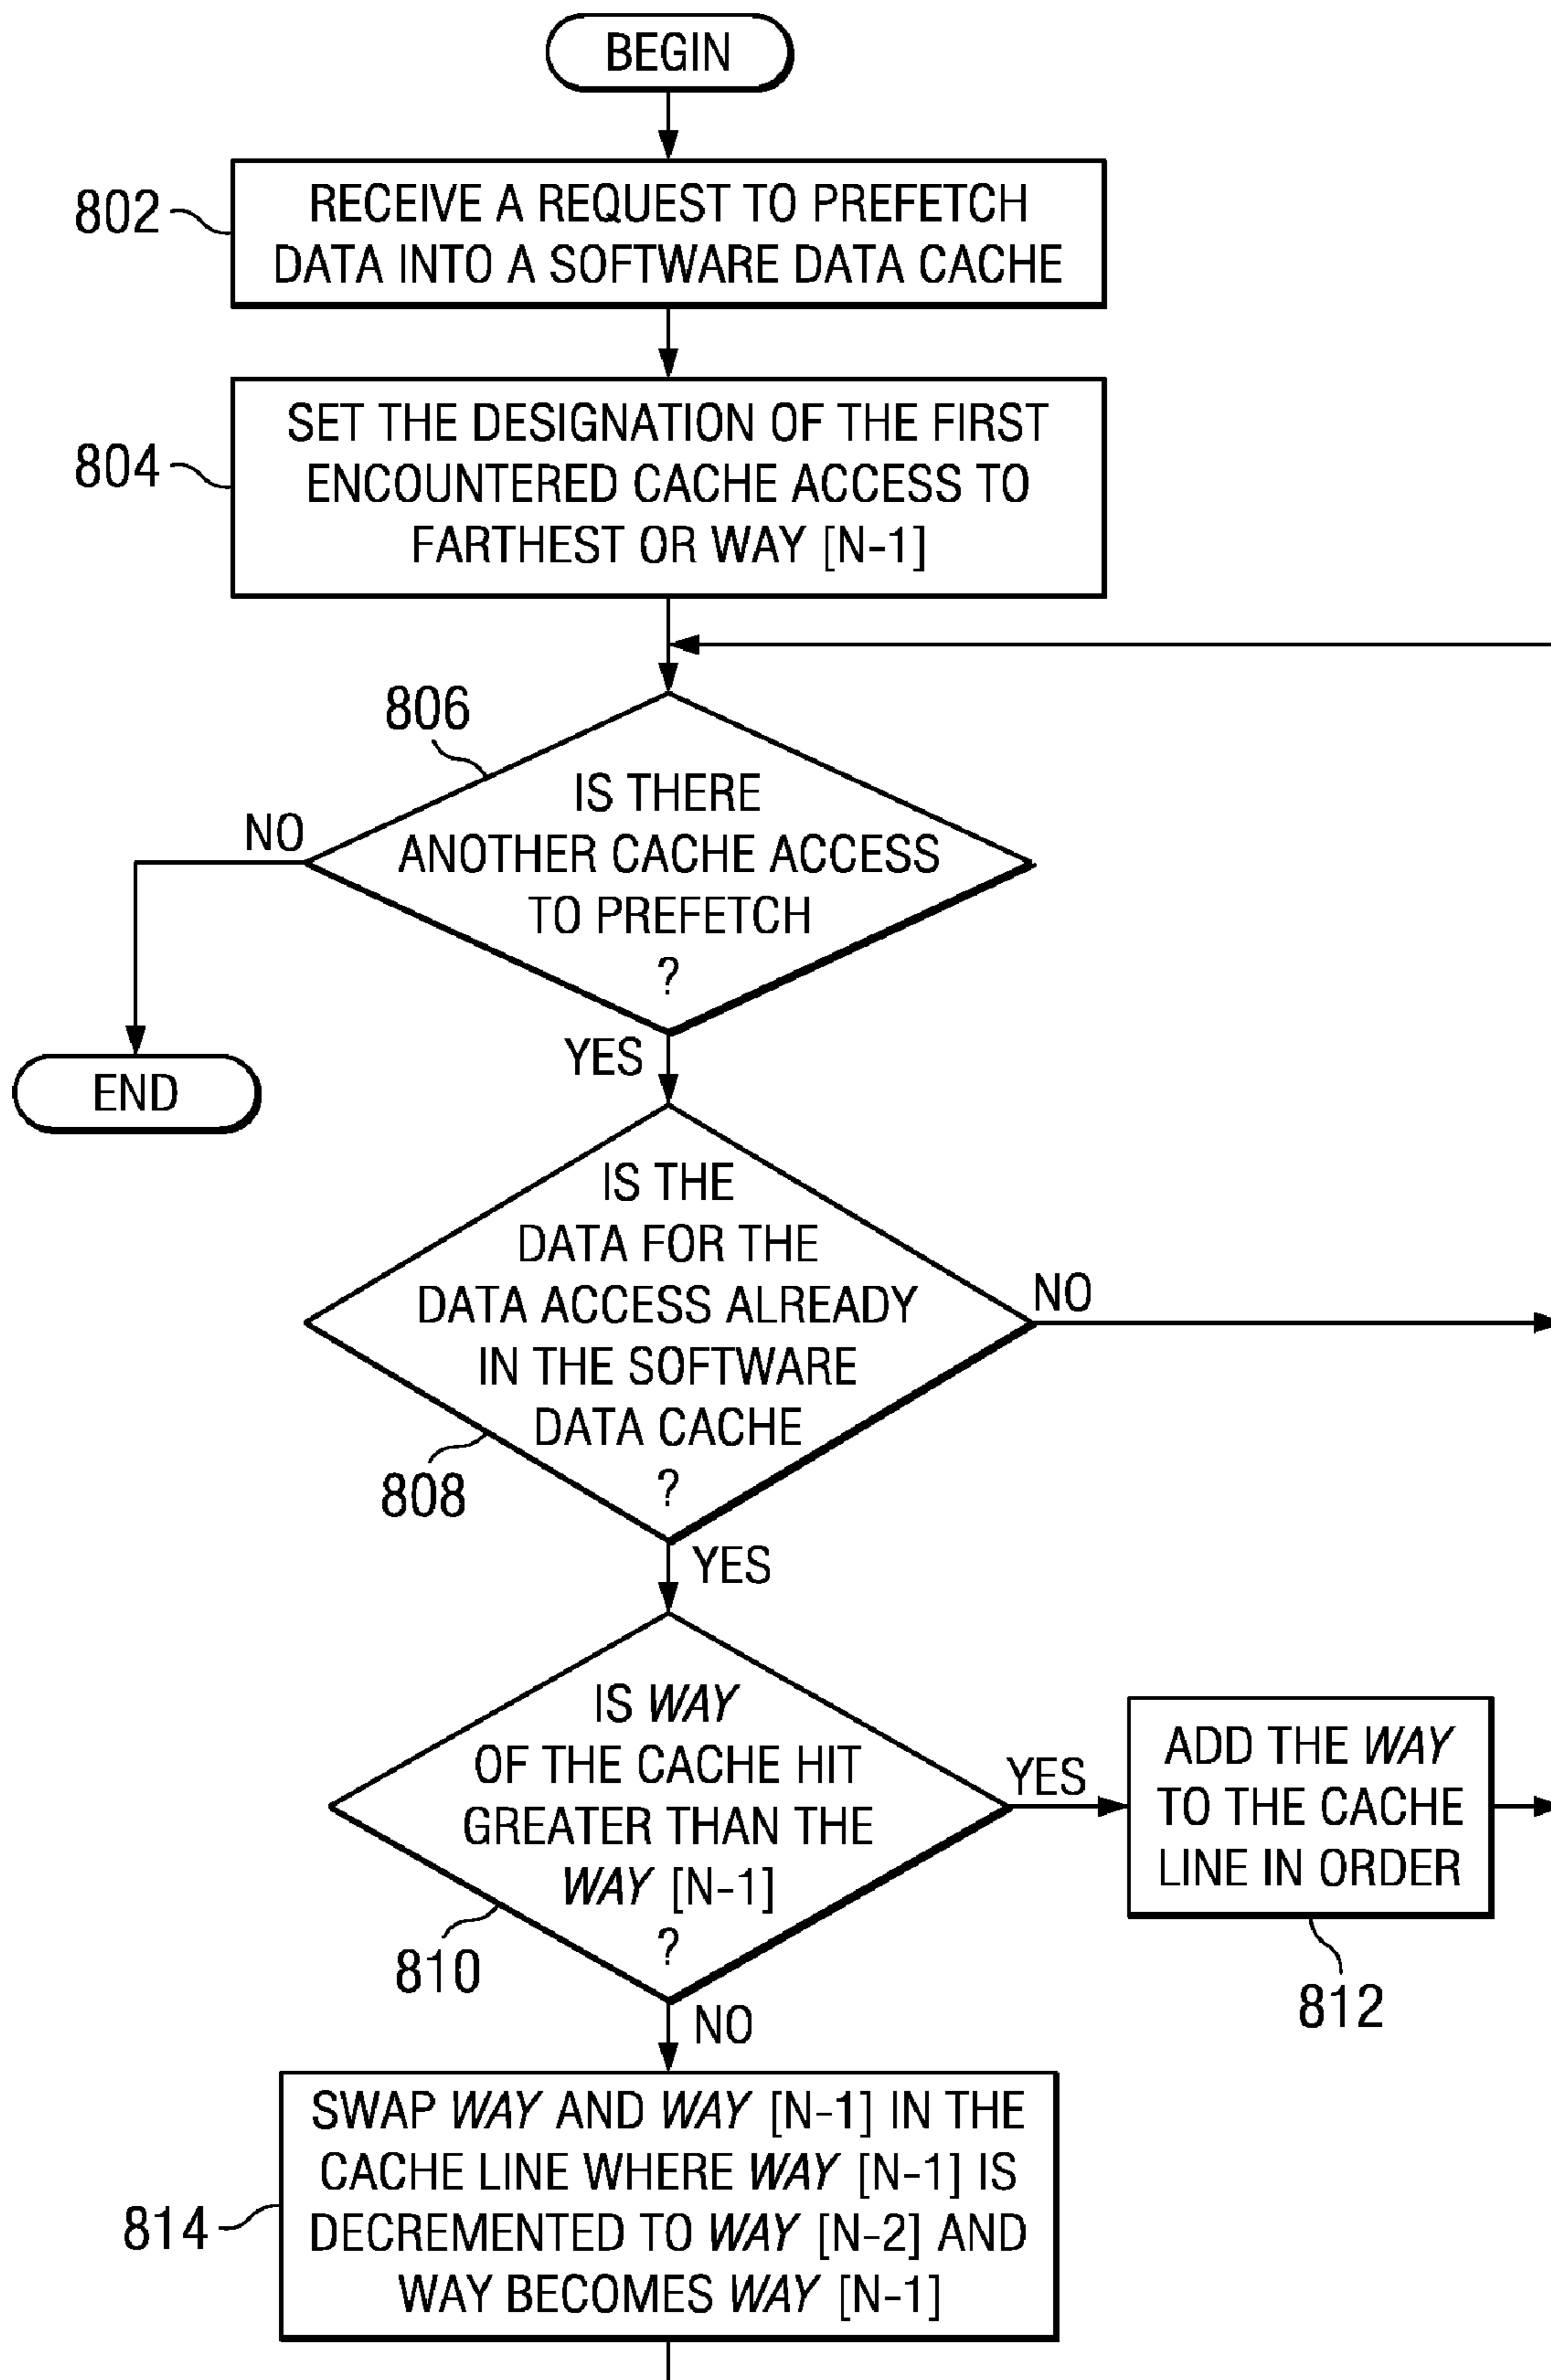 BEGIN
802
RECEIVE A REQUEST TO PREFETCH
DATA INTO A SOFTWARE DATA CACHE
804
SET THE DESIGNATION OF THE FIRST
ENCOUNTERED CACHE ACCESS TO
FARTHEST OR WAY [N-1]
806
IS THERE
ANOTHER CACHE ACCESS
TO PREFETCH
?
NO
YES
END
IS THE
DATA FOR THE
DATA ACCESS ALREADY
IN THE SOFTWARE
DATA CACHE
?
NO
808
YES
IS WAY
OF THE CACHE HIT
GREATER THAN THE
WAY [N-1]
?
YES
810
ADD THE WAY
TO THE CACHE
LINE IN ORDER
812
NO
SWAP WAY AND WAY [N-1] IN THE
CACHE LINE WHERE WAY [N-1] IS
DECREMENTED TO WAY [N-2] AND
WAY BECOMES WAY [N-1]
814